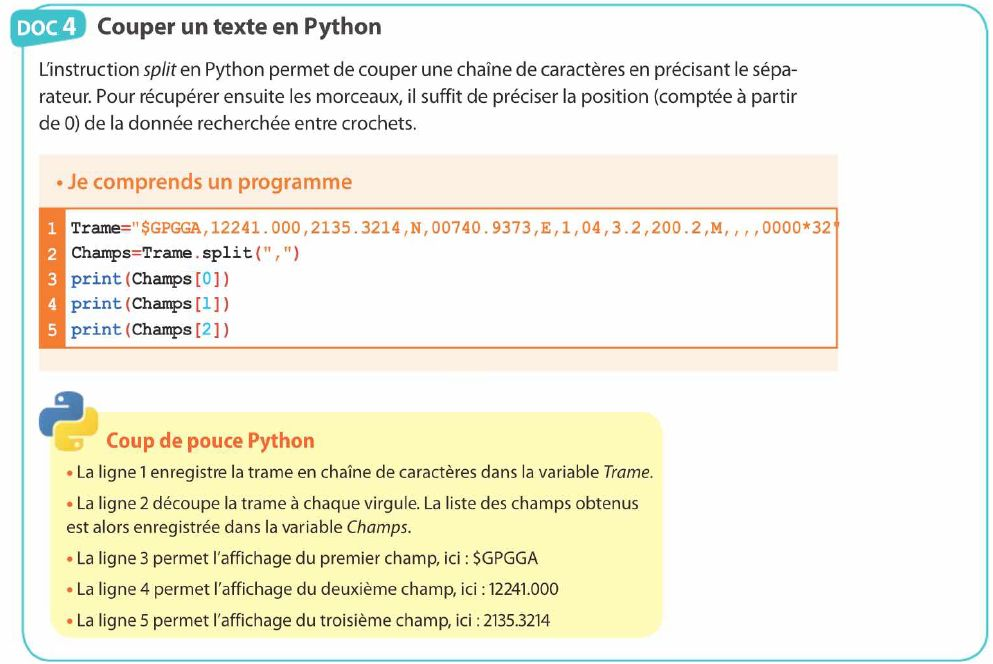 DOC 4 Couper un texte en Python
L'instruction split en Python permet de couper une chaîne de caractères en précisant le sépa-
rateur. Pour récupérer ensuite les morceaux, il suffit de préciser la position (comptée à partir
de 0) de la donnée recherchée entre crochets.
• Je comprends un programme
1 Trame="$GPGGA,12241.000,2135.3214,N,00740.9373,E,1,04,3.2,200.2,M,,,,0000*32"
2 Champs=Trame.split(",")
3 print(Champs[0])
4 print(Champs[1])
5 print(Champs[2])
Coup de pouce Python
• La ligne 1 enregistre la trame en chaîne de caractères dans la variable Trame.
• La ligne 2 découpe la trame à chaque virgule. La liste des champs obtenus
est alors enregistrée dans la variable Champs.
• La ligne 3 permet l'affichage du premier champ, ici : $GPGGA
• La ligne 4 permet l'affichage du deuxième champ, ici : 12241.000
• La ligne 5 permet l'affichage du troisième champ, ici : 2135.3214